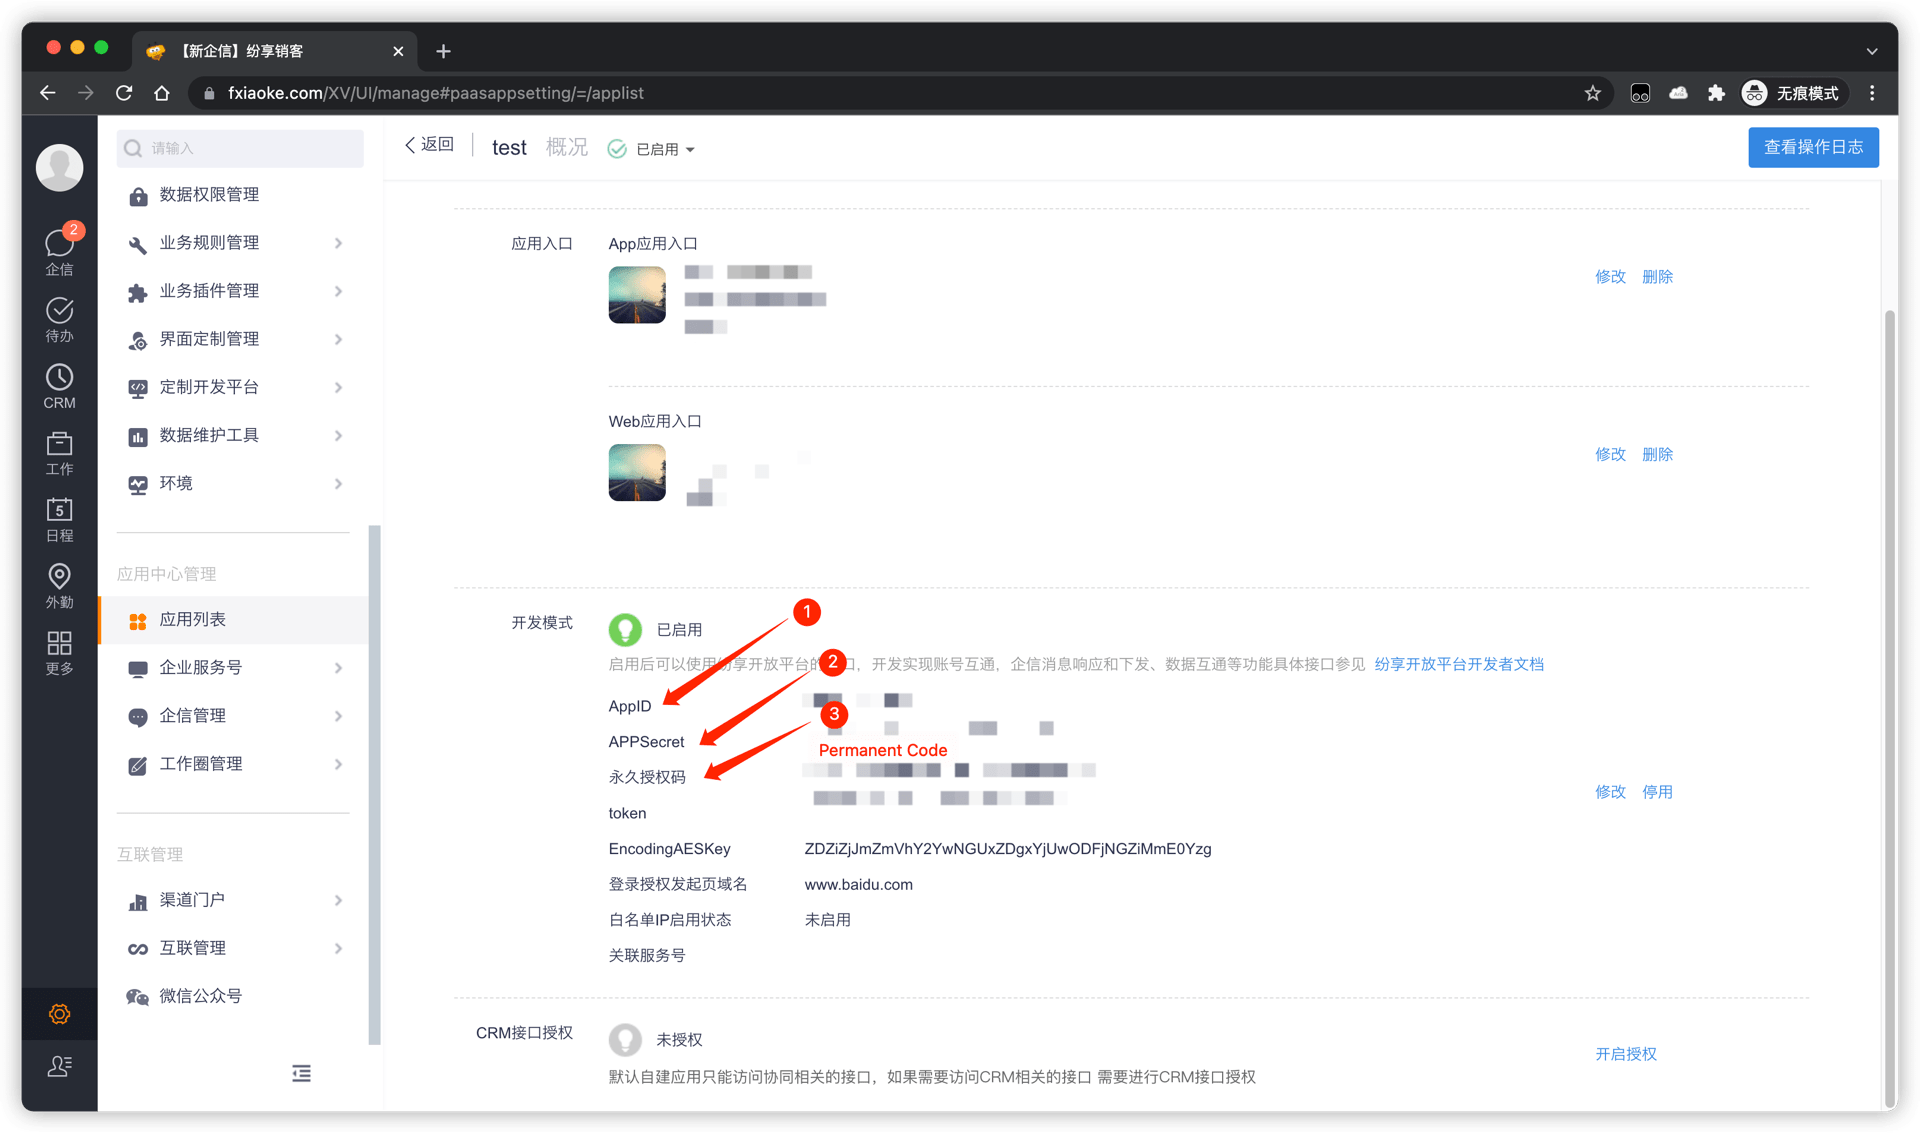 【新企信】纷享销客
fxiaoke.com/XV/UI/manage#paasappsetting/=/applist
无痕模式
请输入
返回
test
概况
已启用
查看操作日志
2
企信
待办
CRM
工作
5
日程
外勤
更多
数据权限管理
业务规则管理
业务插件管理
界面定制管理
定制开发平台
数据维护工具
环境
应用中心管理
应用列表
企业服务号
企信管理
工作圈管理
互联管理
渠道门户
互联管理
微信公众号
应用入口
App应用入口
修改 删除
Web应用入口
修改 删除
开发模式
已启用
1
启用后可以使用纷享开放平台的口，开发实现账号互通，企信消息响应和下发、数据互通等功能具体接口参见 纷享开放平台开发者文档
2
AppID
3
APPSecret
Permanent Code
永久授权码
修改 停用
token
EncodingAESKey ZDZiZjJmZmVhY2YwNGUxZDgxYjUwODFjNGZiMmE0Yzg
登录授权发起页域名 www.baidu.com
白名单IP启用状态 未启用
关联服务号
CRM接口授权
未授权
开启授权
默认自建应用只能访问协同相关的接口，如果需要访问CRM相关的接口 需要进行CRM接口授权